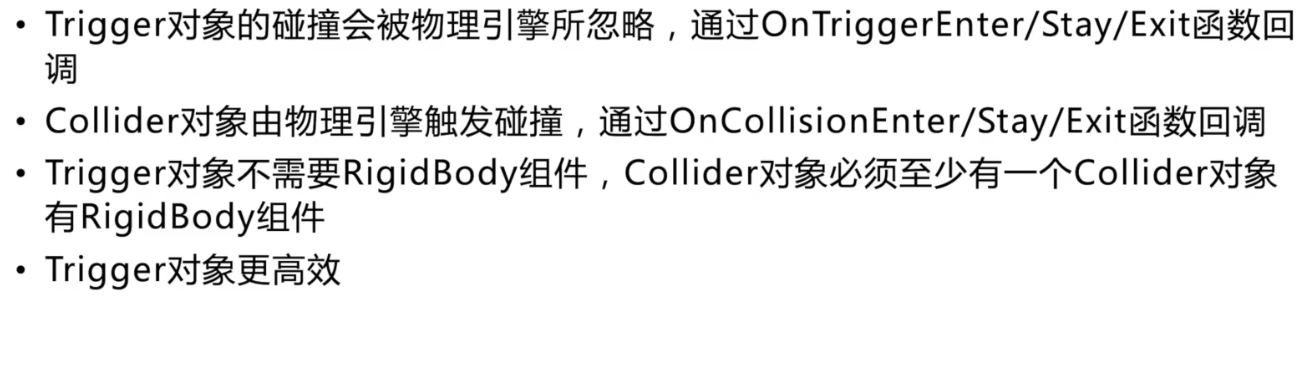 • Trigger对象的碰撞会被物理引擎所忽略，通过OnTriggerEnter/Stay/Exit函数回
调
• Collider对象由物理引擎触发碰撞，通过OnCollisionEnter/Stay/Exit函数回调
• Trigger对象不需要RigidBody组件，Collider对象必须至少有一个Collider对象
有RigidBody组件
• Trigger对象更高效